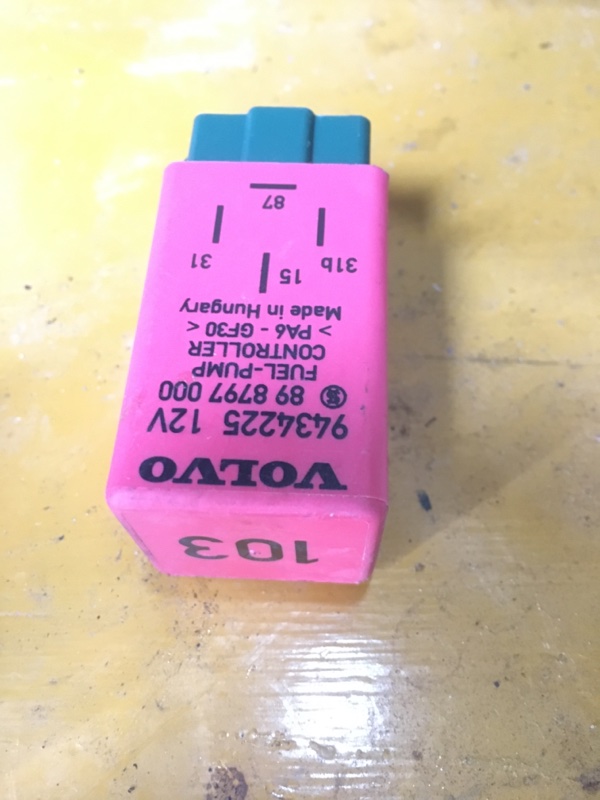 103
VOLVO
9434225 12V
89 8797 000
FUEL-PUMP
CONTROLLER
> PA6 - GF30 <
Made in Hungary
15
31 31b
87